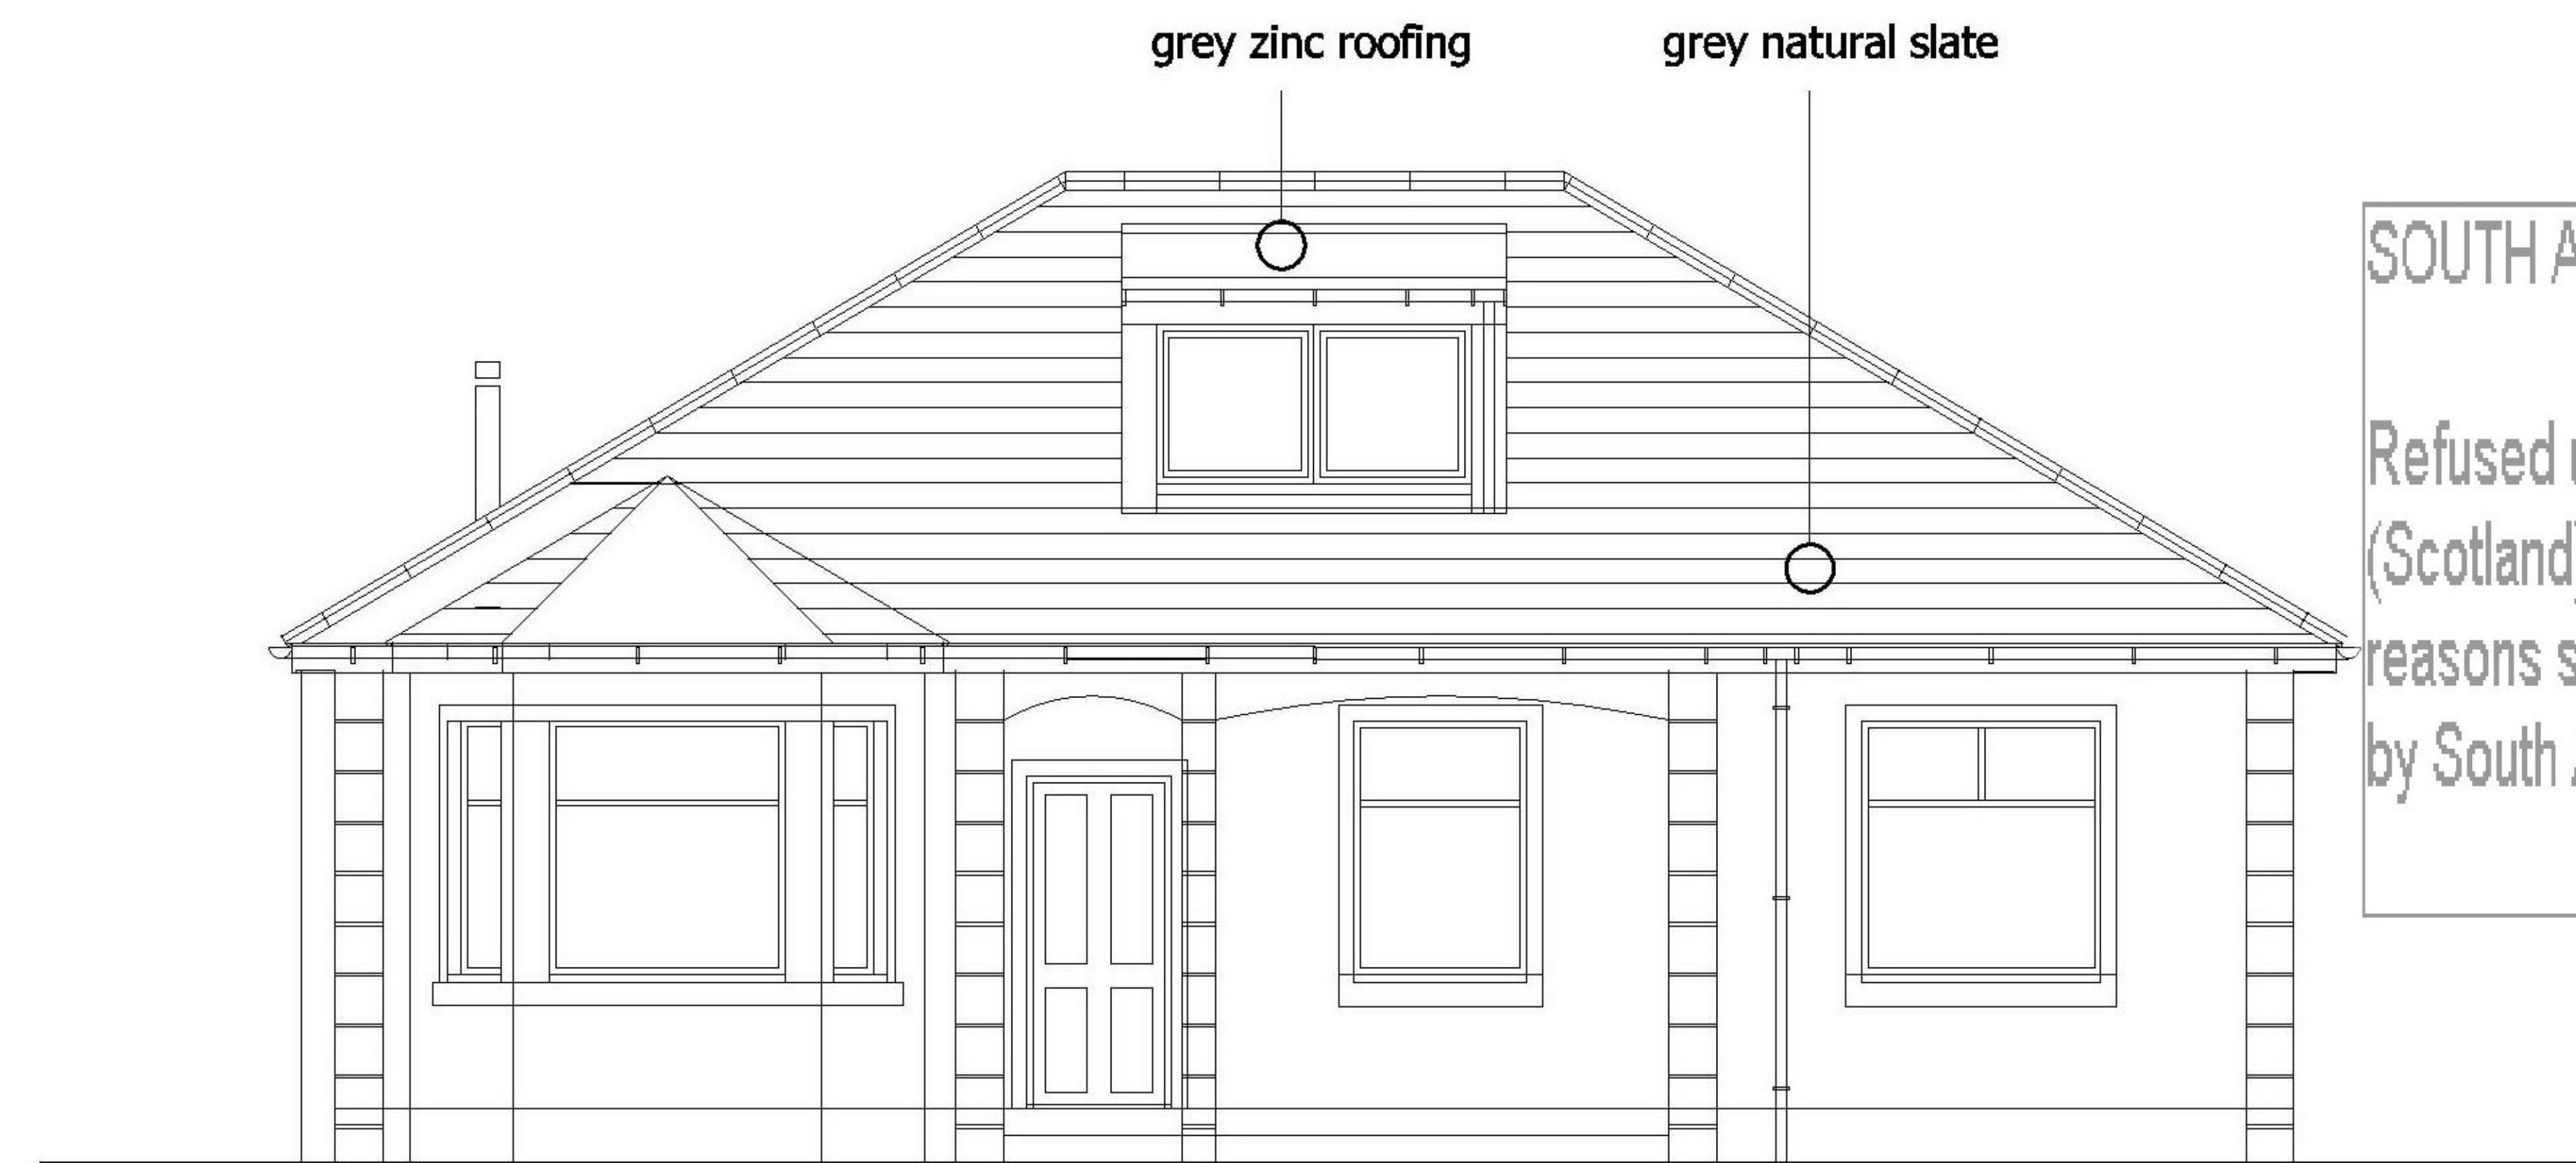 grey zinc roofing
grey natural slate
SOUTH
Refused
(Scotland)
reasons
by South